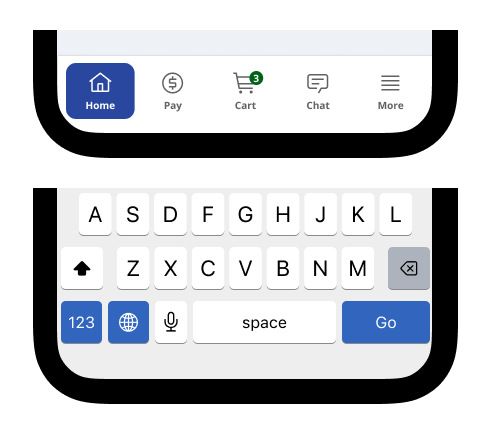 3
Home Pay Cart Chat More
A S D F G H J K L
Z X C V B N M
123 space Go